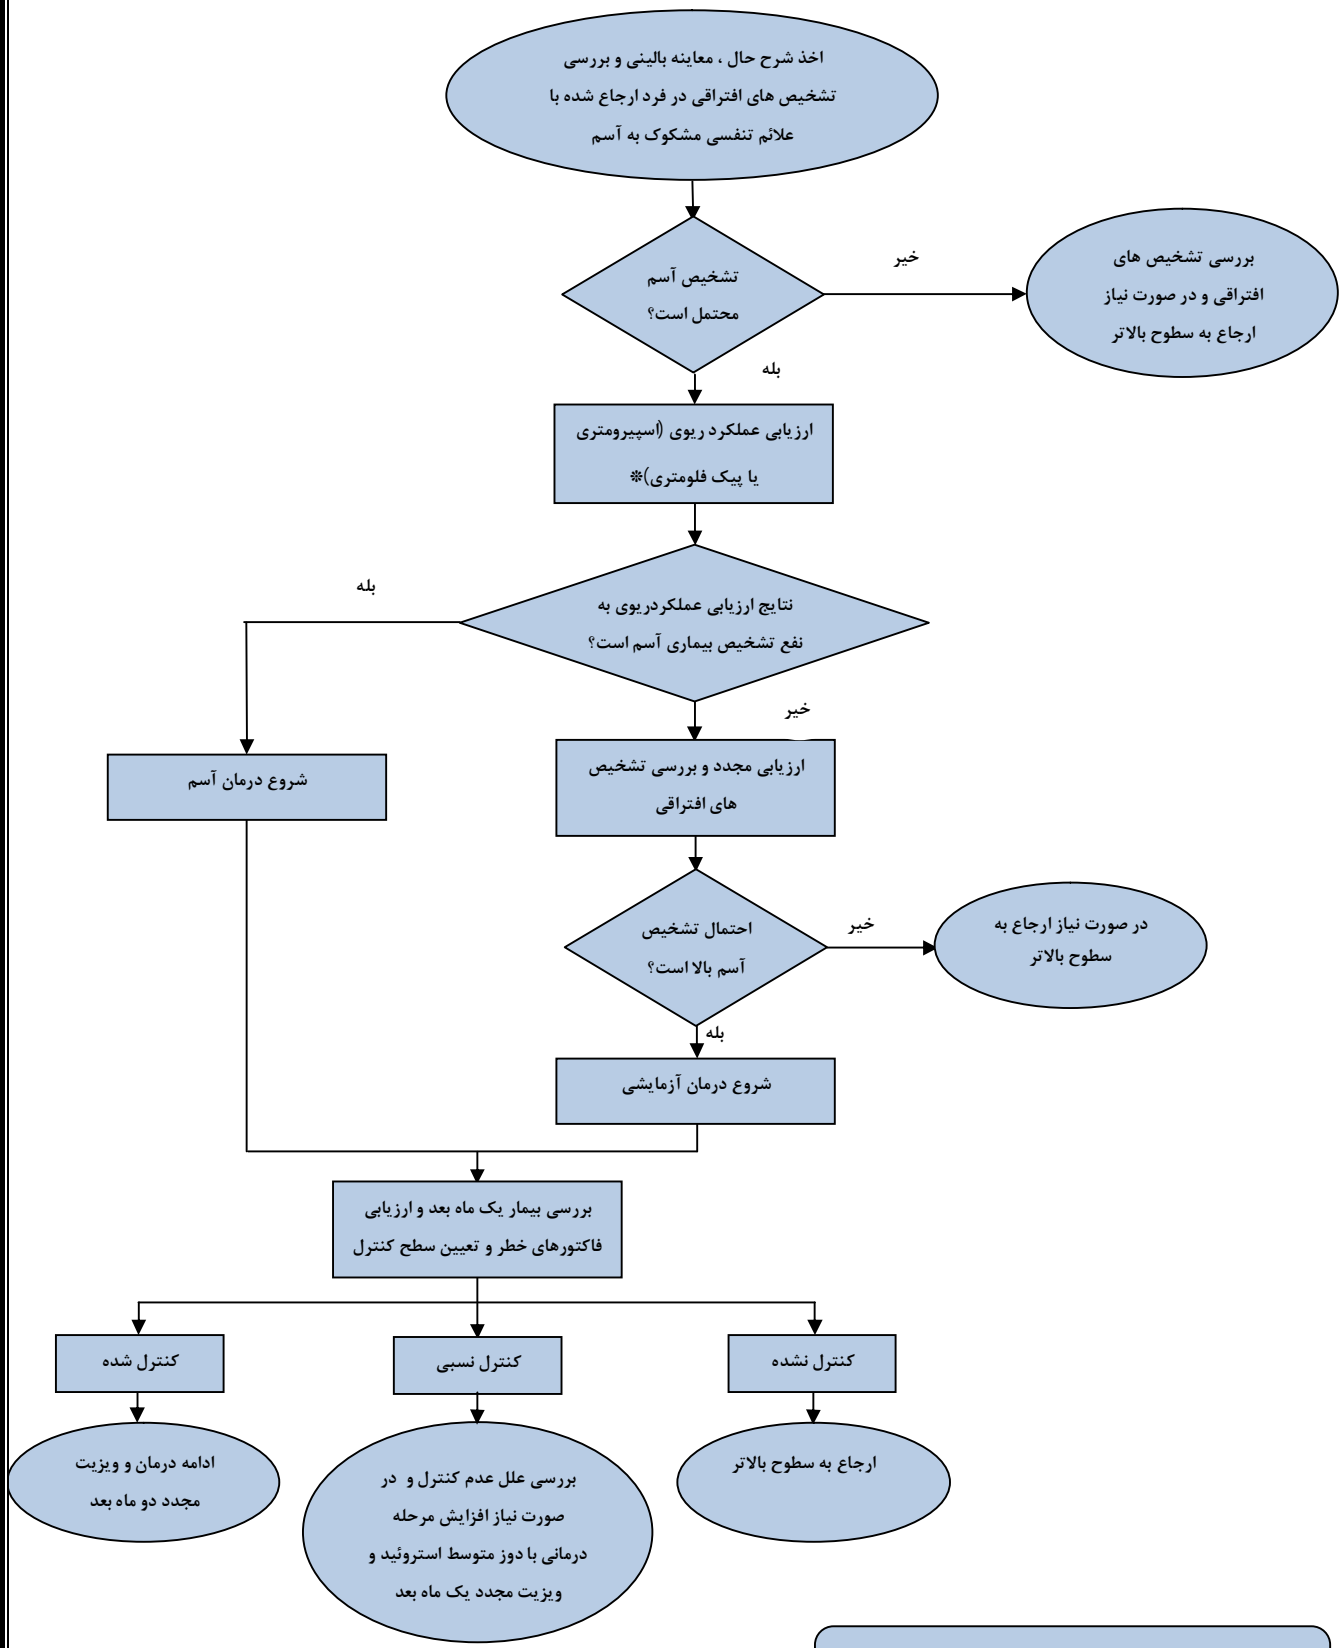 اخذ شرح حال ، معاینه بالینی و بررسی
تشخیص های افتراقی در فرد ارجاع شده با
علائم تنفسی مشکوک به آسم
تشخیص آسم
محتمل است؟
خیر
بررسی تشخیص های
افتراقی و در صورت نیاز
ارجاع به سطوح بالاتر
بله
ارزیابی عملکرد ریوی (اسپیرومتری
یا پیک فلومتری)*
نتایج ارزیابی عملکردریوی به
نفع تشخیص بیماری آسم است؟
بله
خیر
شروع درمان آسم
ارزیابی مجدد و بررسی تشخیص
های افتراقی
احتمال تشخیص
آسم بالا است؟
خیر
در صورت نیاز ارجاع به
سطوح بالاتر
بله
شروع درمان آزمایشی
بررسی بیمار یک ماه بعد و ارزیابی
فاکتورهای خطر و تعیین سطح کنترل
کنترل نشده
کنترل نسبی
کنترل شده
ارجاع به سطوح بالاتر
بررسی علل عدم کنترل و در
صورت نیاز افزایش مرحله
درمانی با دوز متوسط استروئید و
ویزیت مجدد یک ماه بعد
ادامه درمان و ویزیت
مجدد دو ماه بعد